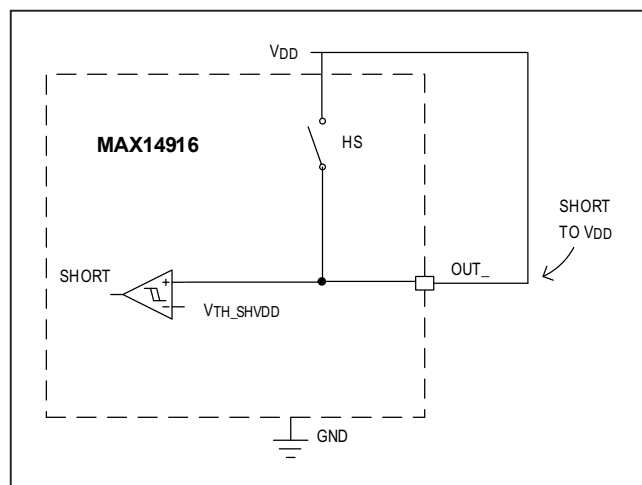 VDD
MAX14916
HS
SHORT
TO VDD
SHORT
+
OUT_
-
VTH_SHVDD
GND